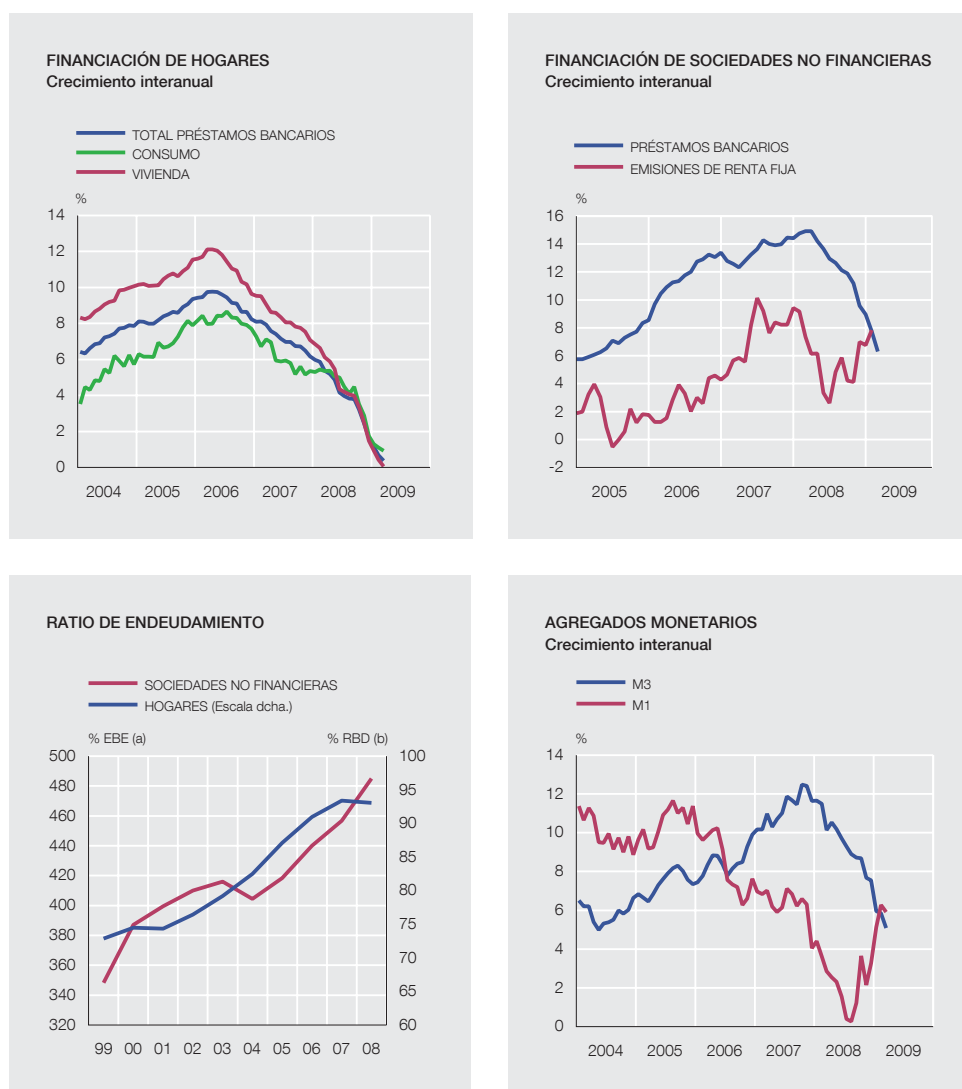 FINANCIACIÓN DE HOGARES
Crecimiento interanual
TOTAL PRÉSTAMOS BANCARIOS
CONSUMO
VIVIENDA
%
14
12
10
8
6
4
2
0
2004 2005 2006 2007 2008 2009
FINANCIACIÓN DE SOCIEDADES NO FINANCIERAS
Crecimiento interanual
PRÉSTAMOS BANCARIOS
EMISIONES DE RENTA FIJA
%
16
14
12
10
8
6
4
2
0
-2
2005 2006 2007 2008 2009
RATIO DE ENDEUDAMIENTO
SOCIEDADES NO FINANCIERAS
HOGARES (Escala dcha.)
% EBE (a) % RBD (b)
500 100
480 95
460 90
440 85
420 80
400 75
380 70
360 65
340 60
320
99 00 01 02 03 04 05 06 07 08
AGREGADOS MONETARIOS
Crecimiento interanual
M3
M1
%
14
12
10
8
6
4
2
0
2004 2005 2006 2007 2008 2009